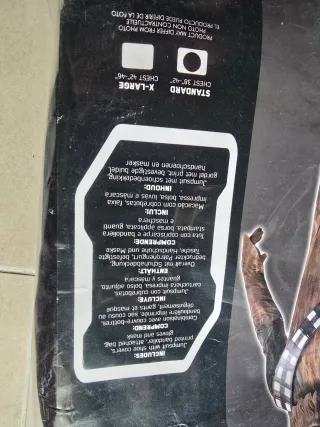 INCLUDES:
Jumpsuit with shoe covers,
printed bandolier, attached bag,
gloves and mask
COMPREND:
Combinaison avec couvre-bottes,
bandoulière imprimée, sac cousu au
déguisement, gants et masque
INCLUYE:
Jumpsuit con cubrebotas,
cartuchera impresa, bolso adjunto,
guantes y máscara
ENTHÄLT:
Overall mit Schuhabdeckung,
bedruckter Patronengurt, befestigte
Tasche, Handschuhe und Maske
COMPRENDE:
tuta con copriscarpe e bandoliera
stampata, borsa attaccata, guanti
e maschera
INCLUI:
Macacão com cobrebotas, faixa
impressa, bolsa, e luvas e máscara
INHOUD:
Jumpsuit met schoenbedekking,
gordel met print, bevestigde buidel,
handschoenen en masker
STANDARD
CHEST 38"-42"
X-LARGE
CHEST 42"-46"
PRODUCT MAY DIFFER FROM PHOTO
PHOTO NON CONTRACTUELLE
EL PRODUCTO PUEDE DIFERIR DE LA FOTO